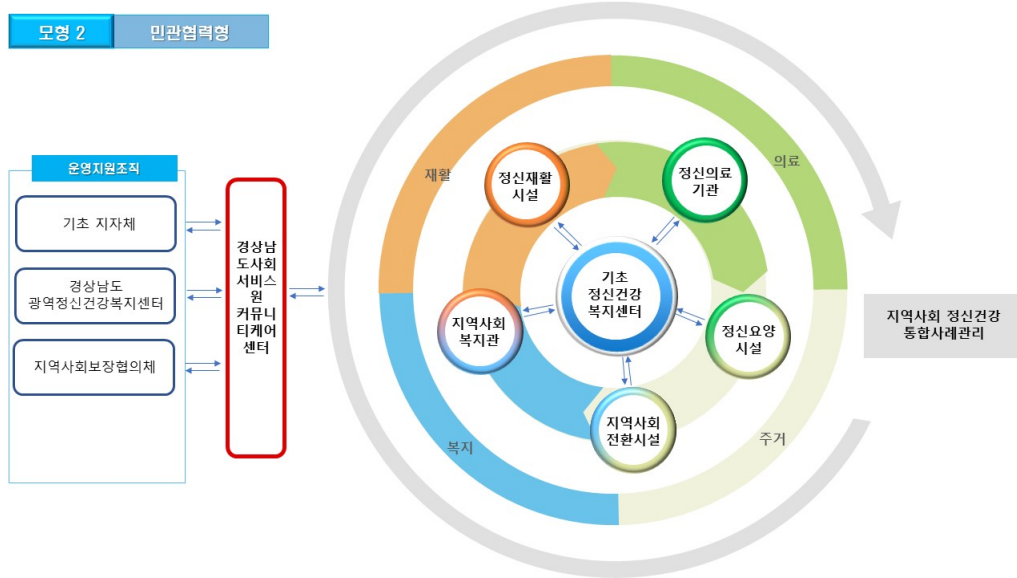 모형 2
민관협력형
운영지원조직
기초 지자체
경상남도
광역정신건강복지센터
지역사회보장협의체
경상남
도사회
서비스
원
커뮤니
티케어
센터
재활
의료
복지
주거
정신재활
시설
정신의료
기관
기초
정신건강
복지센터
지역사회
복지관
정신요양
시설
지역사회
전환시설
지역사회 정신건강
통합사례관리